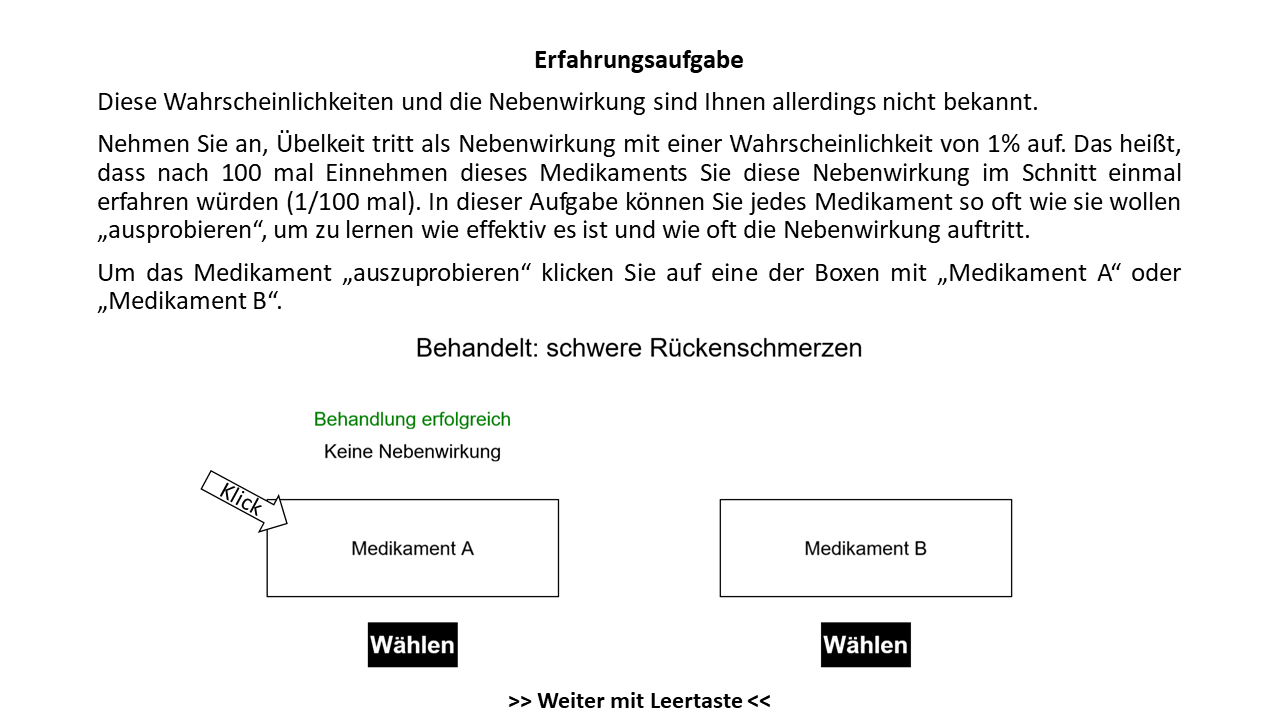 Erfahrungsaufgabe
Diese Wahrscheinlichkeiten und die Nebenwirkung sind Ihnen allerdings nicht bekannt.
Nehmen Sie an, Übelkeit tritt als Nebenwirkung mit einer Wahrscheinlichkeit von 1% auf. Das heißt,
dass nach 100 mal Einnehmen dieses Medikaments Sie diese Nebenwirkung im Schnitt einmal
erfahren würden (1/100 mal). In dieser Aufgabe können Sie jedes Medikament so oft wie sie wollen
„ausprobieren“, um zu lernen wie effektiv es ist und wie oft die Nebenwirkung auftritt.
Um das Medikament „auszuprobieren“ klicken Sie auf eine der Boxen mit „Medikament A“ oder
„Medikament B“.
Behandelt: schwere Rückenschmerzen
Behandlung erfolgreich
Keine Nebenwirkung
Klick
Medikament A
Medikament B
Wählen
Wählen
>> Weiter mit Leertaste <<